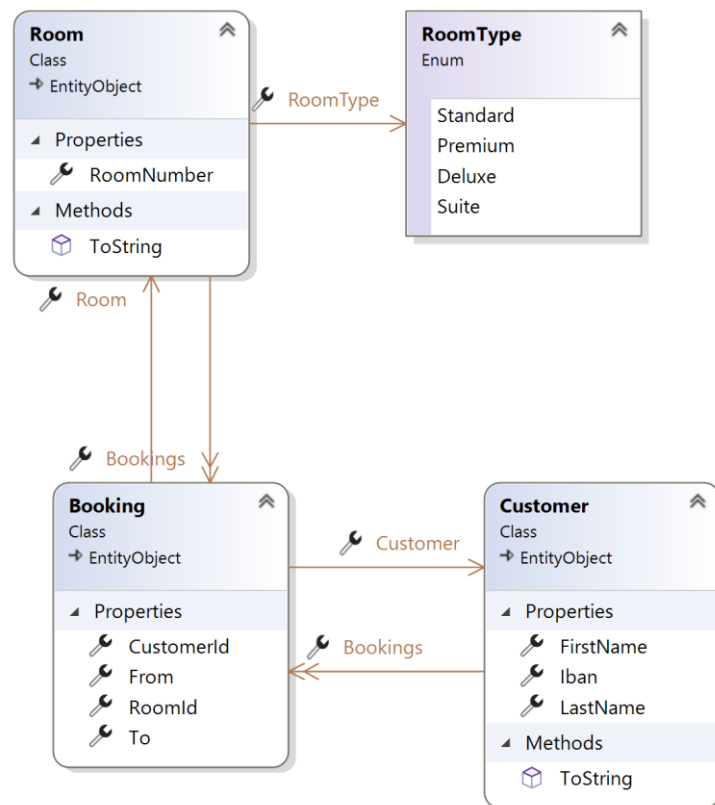 Room
Class
EntityObject
Properties
RoomNumber
Methods
ToString
RoomType
RoomType
Enum
Standard
Premium
Deluxe
Suite
Room
Bookings
Booking
Class
EntityObject
Properties
CustomerId
From
RoomId
To
Customer
Bookings
Customer
Class
EntityObject
Properties
FirstName
Iban
LastName
Methods
ToString